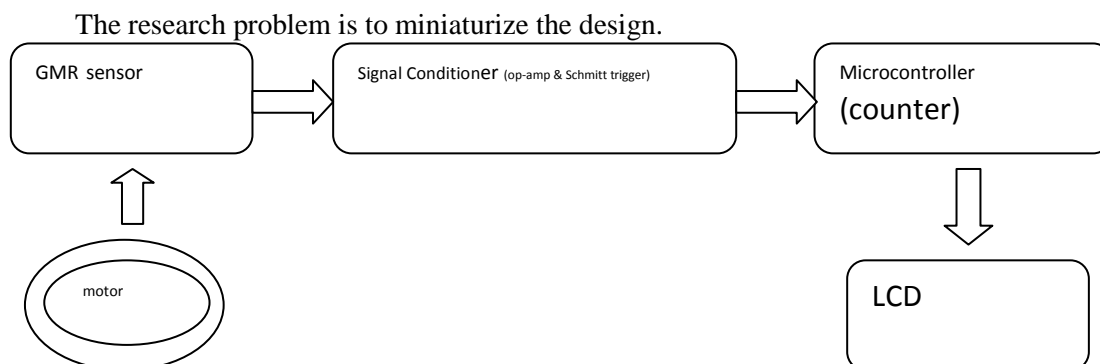 The research problem is to miniaturize the design.
GMR sensor
Signal Conditioner (op-amp & Schmitt trigger)
Microcontroller
(counter)
motor
LCD